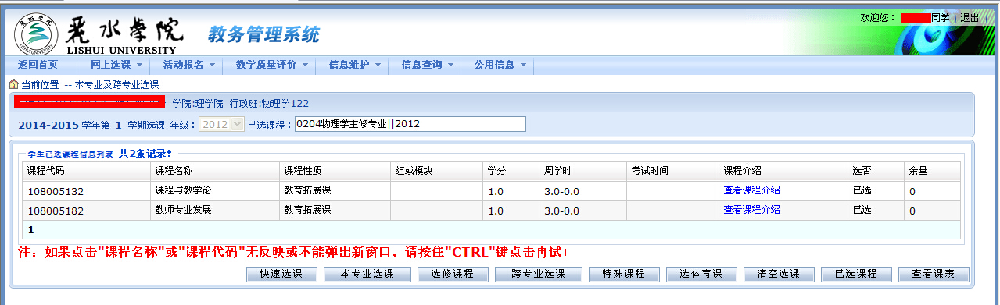 丽水学院
LISHUI UNIVERSITY
教务管理系统
欢迎您： 同学 | 退出 |
返回首页 网上选课 活动报名 教学质量评价 信息维护 信息查询 公用信息
当前位置 -- 本专业及跨专业选课
学院:理学院 行政班:物理学122
2014-2015 学年第 1 学期选课 年级： 2012 已选课程： 0204物理学主修专业||2012
学生已选课程信息列表 共2条记录!
课程代码 课程名称 课程性质 组或模块 学分 周学时 考试时间 课程介绍 选否 余量
108005132 课程与教学论 教育拓展课 1.0 3.0-0.0 查看课程介绍 已选 0
108005182 教师专业发展 教育拓展课 1.0 3.0-0.0 查看课程介绍 已选 0
1
注：如果点击"课程名称"或"课程代码"无反映或不能弹出新窗口，请按住"CTRL"键点击再试！
快速选课 本专业选课 选修课程 跨专业选课 特殊课程 选体育课 清空选课 已选课程 查看课表